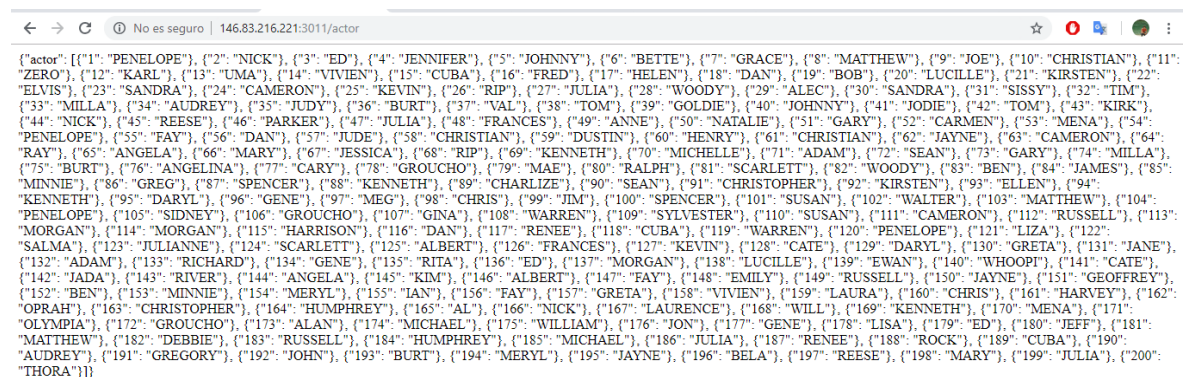 No es seguro | 146.83.216.221:3011/actor
{"actor": [{"1": "PENELOPE"}, {"2": "NICK"}, {"3": "ED"}, {"4": "JENNIFER"}, {"5": "JOHNNY"}, {"6": "BETTE"}, {"7": "GRACE"}, {"8": "MATTHEW"}, {"9": "JOE"}, {"10": "CHRISTIAN"}, {"11":
"ZERO"}, {"12": "KARL"}, {"13": "UMA"}, {"14": "VIVIEN"}, {"15": "CUBA"}, {"16": "FRED"}, {"17": "HELEN"}, {"18": "DAN"}, {"19": "BOB"}, {"20": "LUCILLE"}, {"21": "KIRSTEN"}, {"22":
"ELVIS"}, {"23": "SANDRA"}, {"24": "CAMERON"}, {"25": "KEVIN"}, {"26": "RIP"}, {"27": "JULIA"}, {"28": "WOODY"}, {"29": "ALEC"}, {"30": "SANDRA"}, {"31": "SISSY"}, {"32": "TIM"},
{"33": "MILLA"}, {"34": "AUDREY"}, {"35": "JUDY"}, {"36": "BURT"}, {"37": "VAL"}, {"38": "TOM"}, {"39": "GOLDIE"}, {"40": "JOHNNY"}, {"41": "JODIE"}, {"42": "TOM"}, {"43": "KIRK"},
{"44": "NICK"}, {"45": "REESE"}, {"46": "PARKER"}, {"47": "JULIA"}, {"48": "FRANCES"}, {"49": "ANNE"}, {"50": "NATALIE"}, {"51": "GARY"}, {"52": "CARMEN"}, {"53": "MENA"}, {"54":
"PENELOPE"}, {"55": "FAY"}, {"56": "DAN"}, {"57": "JUDE"}, {"58": "CHRISTIAN"}, {"59": "DUSTIN"}, {"60": "HENRY"}, {"61": "CHRISTIAN"}, {"62": "JAYNE"}, {"63": "CAMERON"}, {"64":
"RAY"}, {"65": "ANGELA"}, {"66": "MARY"}, {"67": "JESSICA"}, {"68": "RIP"}, {"69": "KENNETH"}, {"70": "MICHELLE"}, {"71": "ADAM"}, {"72": "SEAN"}, {"73": "GARY"}, {"74": "MILLA"},
{"75": "BURT"}, {"76": "ANGELINA"}, {"77": "CARY"}, {"78": "GROUCHO"}, {"79": "MAE"}, {"80": "RALPH"}, {"81": "SCARLETT"}, {"82": "WOODY"}, {"83": "BEN"}, {"84": "JAMES"}, {"85":
"MINNIE"}, {"86": "GREG"}, {"87": "SPENCER"}, {"88": "KENNETH"}, {"89": "CHARLIZE"}, {"90": "SEAN"}, {"91": "CHRISTOPHER"}, {"92": "KIRSTEN"}, {"93": "ELLEN"}, {"94":
"KENNETH"}, {"95": "DARYL"}, {"96": "GENE"}, {"97": "MEG"}, {"98": "CHRIS"}, {"99": "JIM"}, {"100": "SPENCER"}, {"101": "SUSAN"}, {"102": "WALTER"}, {"103": "MATTHEW"}, {"104":
"PENELOPE"}, {"105": "SIDNEY"}, {"106": "GROUCHO"}, {"107": "GINA"}, {"108": "WARREN"}, {"109": "SYLVESTER"}, {"110": "SUSAN"}, {"111": "CAMERON"}, {"112": "RUSSELL"}, {"113":
"MORGAN"}, {"114": "MORGAN"}, {"115": "HARRISON"}, {"116": "DAN"}, {"117": "RENEE"}, {"118": "CUBA"}, {"119": "WARREN"}, {"120": "PENELOPE"}, {"121": "LIZA"}, {"122":
"SALMA"}, {"123": "JULIANNE"}, {"124": "SCARLETT"}, {"125": "ALBERT"}, {"126": "FRANCES"}, {"127": "KEVIN"}, {"128": "CATE"}, {"129": "DARYL"}, {"130": "GRETA"}, {"131": "JANE"},
{"132": "ADAM"}, {"133": "RICHARD"}, {"134": "GENE"}, {"135": "RITA"}, {"136": "ED"}, {"137": "MORGAN"}, {"138": "LUCILLE"}, {"139": "EWAN"}, {"140": "WHOOPI"}, {"141": "CATE"},
{"142": "JADA"}, {"143": "RIVER"}, {"144": "ANGELA"}, {"145": "KIM"}, {"146": "ALBERT"}, {"147": "FAY"}, {"148": "EMILY"}, {"149": "RUSSELL"}, {"150": "JAYNE"}, {"151": "GEOFFREY"},
{"152": "BEN"}, {"153": "MINNIE"}, {"154": "MERYL"}, {"155": "IAN"}, {"156": "FAY"}, {"157": "GRETA"}, {"158": "VIVIEN"}, {"159": "LAURA"}, {"160": "CHRIS"}, {"161": "HARVEY"}, {"162":
"OPRAH"}, {"163": "CHRISTOPHER"}, {"164": "HUMPHREY"}, {"165": "AL"}, {"166": "NICK"}, {"167": "LAURENCE"}, {"168": "WILL"}, {"169": "KENNETH"}, {"170": "MENA"}, {"171":
"OLYMPIA"}, {"172": "GROUCHO"}, {"173": "ALAN"}, {"174": "MICHAEL"}, {"175": "WILLIAM"}, {"176": "JON"}, {"177": "GENE"}, {"178": "LISA"}, {"179": "ED"}, {"180": "JEFF"}, {"181":
"MATTHEW"}, {"182": "DEBBIE"}, {"183": "RUSSELL"}, {"184": "HUMPHREY"}, {"185": "MICHAEL"}, {"186": "JULIA"}, {"187": "RENEE"}, {"188": "ROCK"}, {"189": "CUBA"}, {"190":
"AUDREY"}, {"191": "GREGORY"}, {"192": "JOHN"}, {"193": "BURT"}, {"194": "MERYL"}, {"195": "JAYNE"}, {"196": "BELA"}, {"197": "REESE"}, {"198": "MARY"}, {"199": "JULIA"}, {"200":
"THORA"}]}